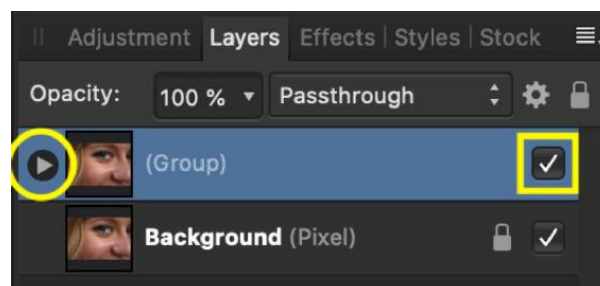 Adjustment Layers Effects Styles Stock
Opacity: 100 % Passthrough
(Group)
Background (Pixel)